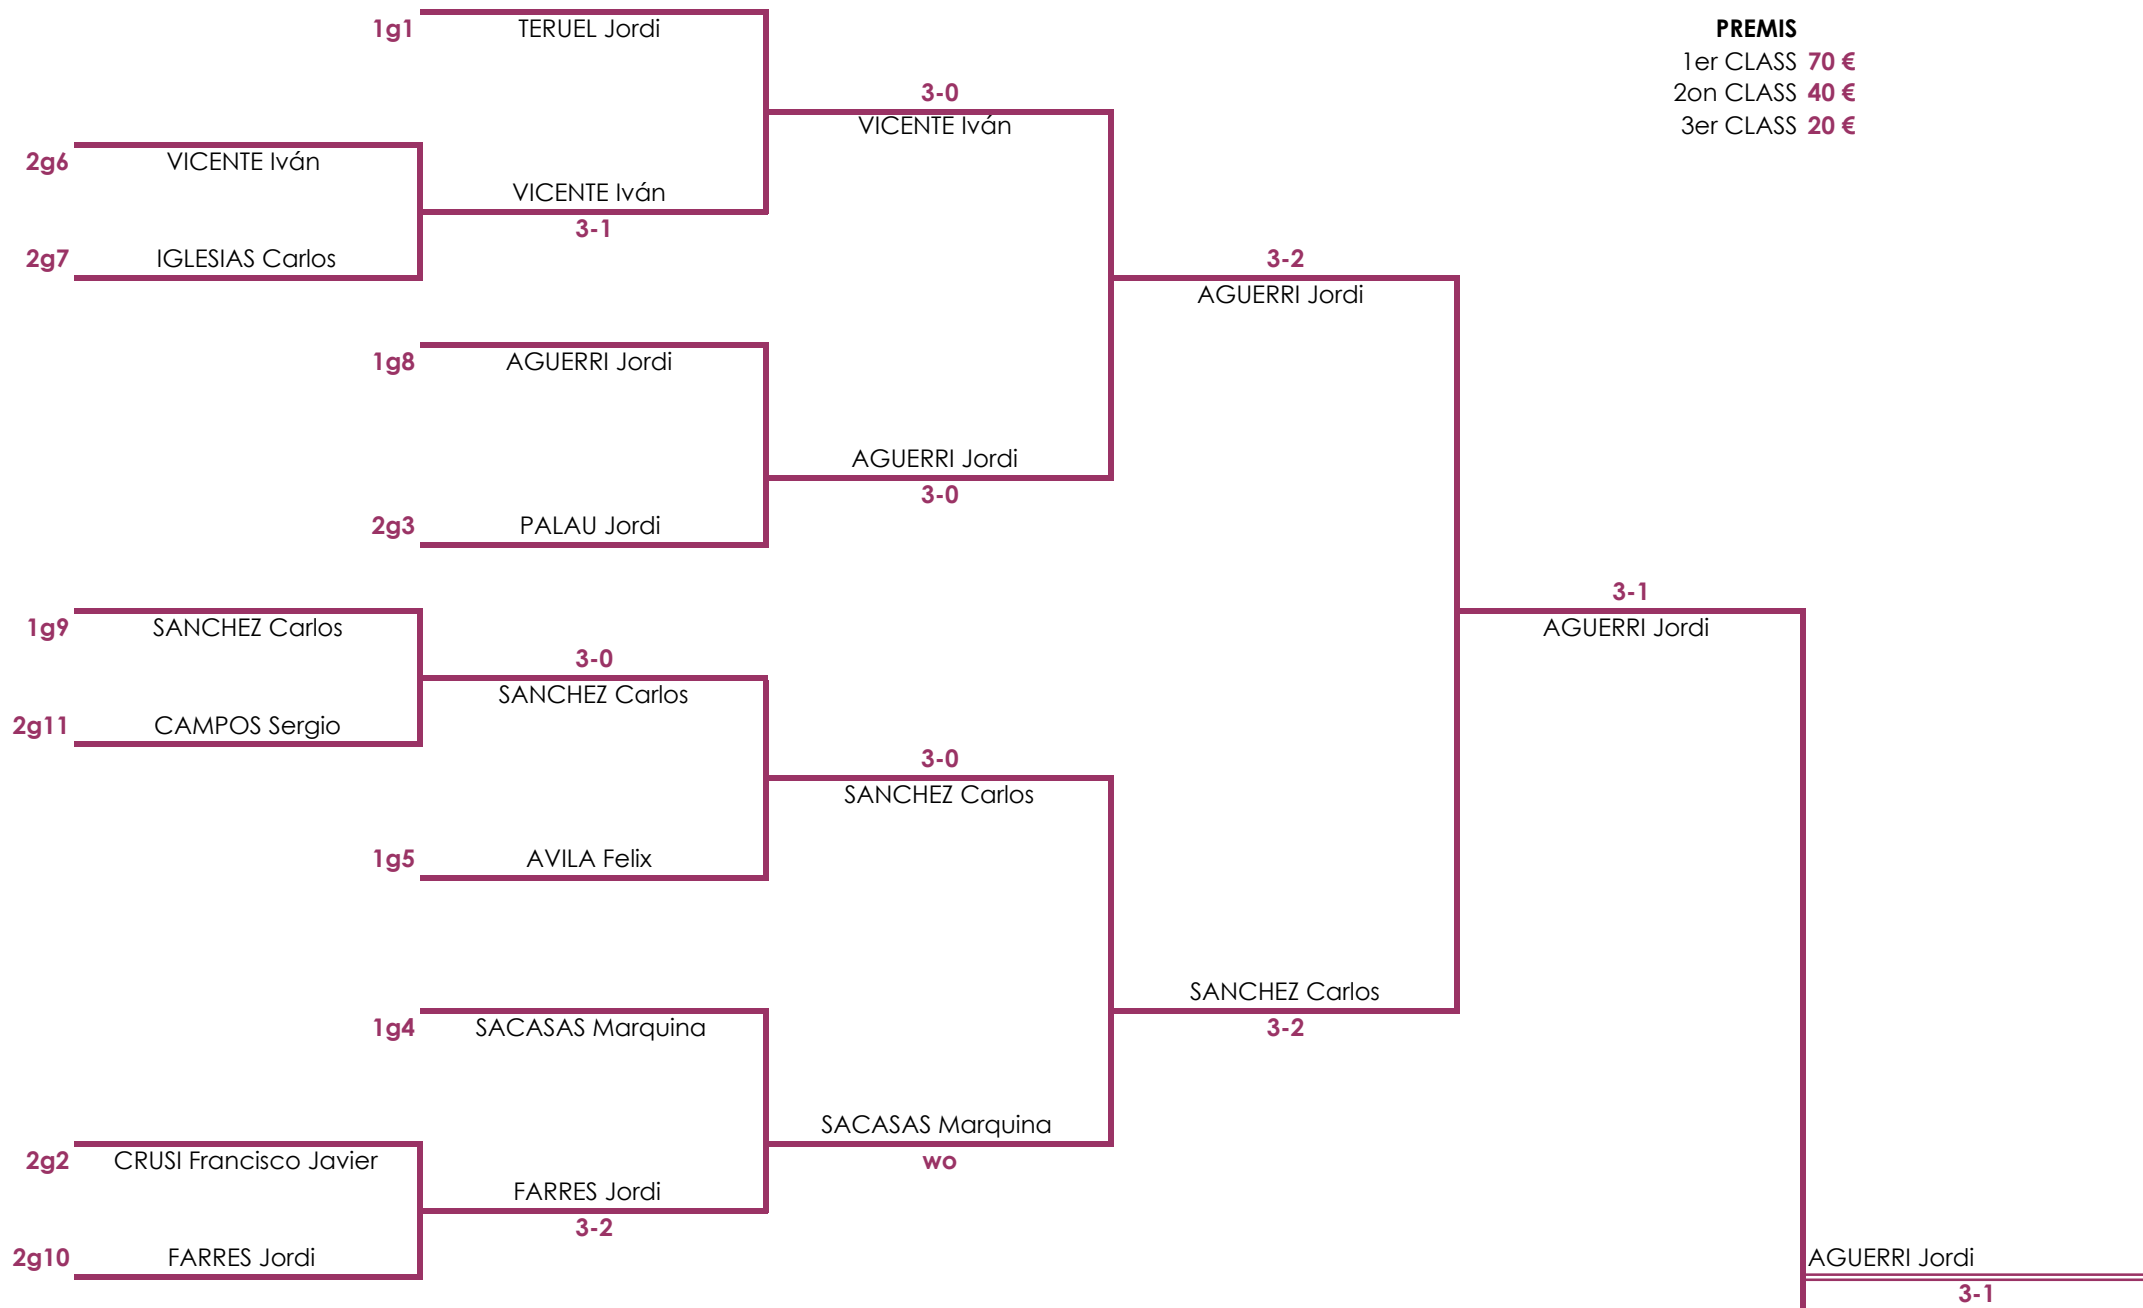 1g1 TERUEL Jordi
PREMIS
1er CLASS 70 €
3-0
2on CLASS 40 €
VICENTE Iván
3er CLASS 20 €
2g6 VICENTE Iván
VICENTE Iván
3-1
2g7 IGLESIAS Carlos
3-2
AGUERRI Jordi
1g8 AGUERRI Jordi
AGUERRI Jordi
3-0
2g3 PALAU Jordi
3-1
1g9 SANCHEZ Carlos
AGUERRI Jordi
3-0
SANCHEZ Carlos
2g11 CAMPOS Sergio
3-0
SANCHEZ Carlos
1g5 AVILA Felix
SANCHEZ Carlos
1g4 SACASAS Marquina
3-2
SACASAS Marquina
2g2 CRUSI Francisco Javier
wo
FARRES Jordi
3-2
2g10 FARRES Jordi
AGUERRI Jordi
3-1